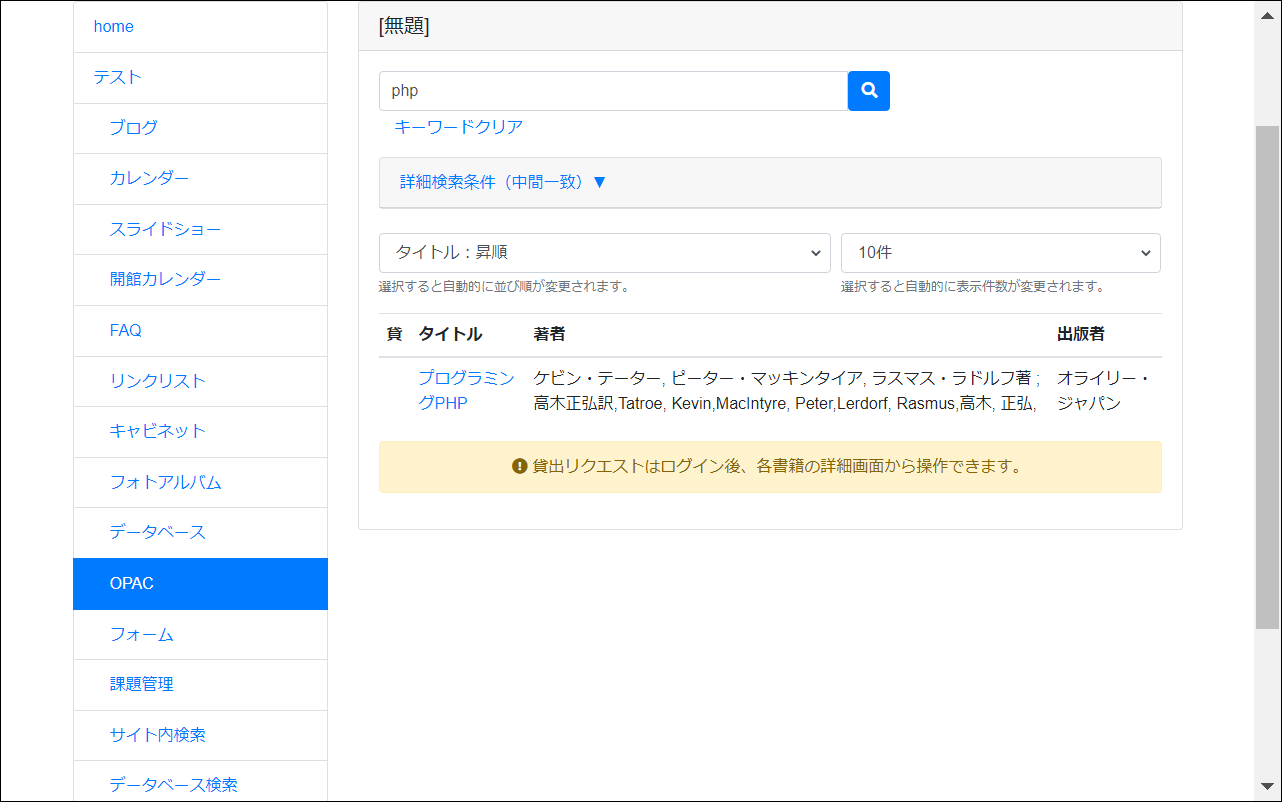 home
テスト
ブログ
カレンダー
スライドショー
開館カレンダー
FAQ
リンクリスト
キャビネット
フォトアルバム
データベース
OPAC
フォーム
課題管理
サイト内検索
データベース検索
[無題]
php
キーワードクリア
詳細検索条件（中間一致）▼
タイトル：昇順
選択すると自動的に並び順が変更されます。
10件
選択すると自動的に表示件数が変更されます。
貸 タイトル 著者 出版者
プログラミン
グPHP
ケビン・テーター, ピーター・マッキンタイア, ラスマス・ラドルフ著 ;
高木正弘訳,Tatroe, Kevin,MacIntyre, Peter,Lerdorf, Rasmus,高木, 正弘,
オライリー・
ジャパン
貸出リクエストはログイン後、各書籍の詳細画面から操作できます。